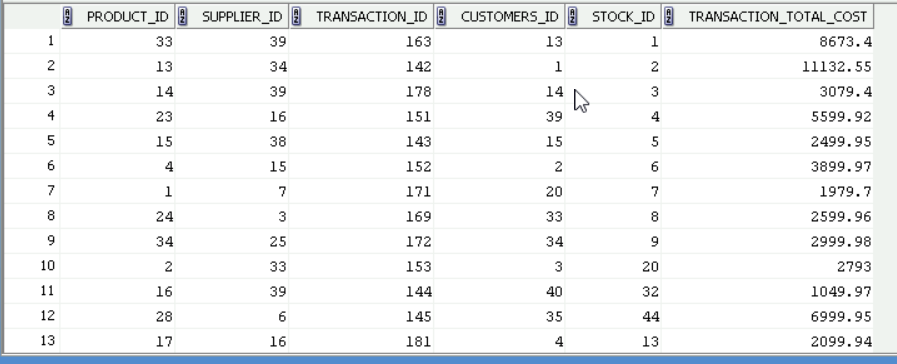 PRODUCT_ID SUPPLIER_ID TRANSACTION_ID CUSTOMERS_ID STOCK_ID TRANSACTION_TOTAL_COST
1 33 39 163 13 1 8673.4
2 13 34 142 1 2 11132.55
3 14 39 178 14 3 3079.4
4 23 16 151 39 4 5599.92
5 15 38 143 15 5 2499.95
6 4 15 152 2 6 3899.97
7 1 7 171 20 7 1979.7
8 24 3 169 33 8 2599.96
9 34 25 172 34 9 2999.98
10 2 33 153 3 20 2793
11 16 39 144 40 32 1049.97
12 28 6 145 35 44 6999.95
13 17 16 181 4 13 2099.94